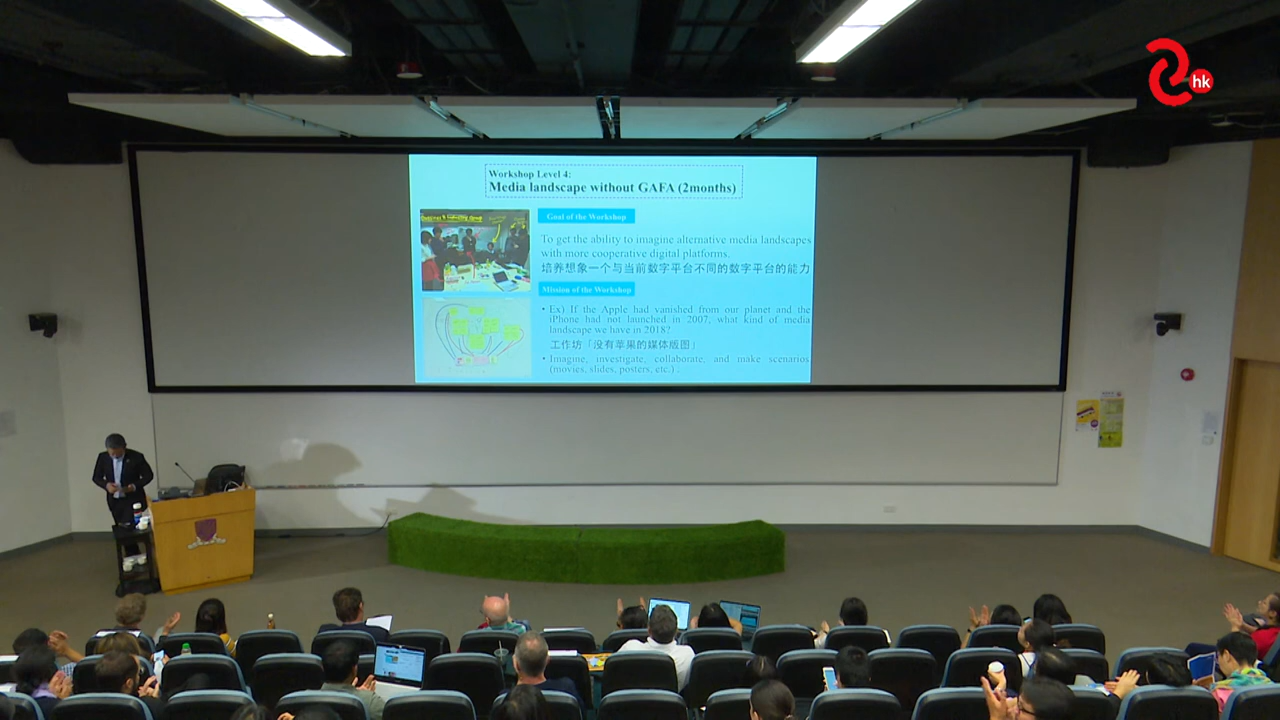 hk
Workshop Level 4:
Media landscape without GAFA (2months)
Goal of the Workshop
To get the ability to imagine alternative media landscapes
with more cooperative digital platforms.
培养想象一个与当前数字平台不同的数字平台的能力
Mission of the Workshop
• Ex) If the Apple had vanished from our planet and the
iPhone had not launched in 2007, what kind of media
landscape we have in 2018?
工作坊「没有苹果的媒体版图」
• Imagine, investigate, collaborate, and make scenarios
(movies, slides, posters, etc.) .